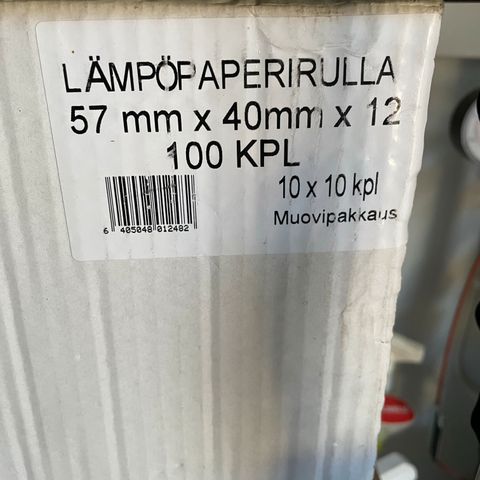 LÄMPÖPAPERIRULLA
57 mm x 40mm x 12
100 KPL
10 x 10 kpl
Muovipakkaus
6 405048 012482